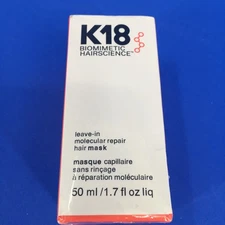 K18
BIOMIMETIC
HAIRSCIENCE
leave-in
molecular repair
hair mask
masque capillaire
sans rinçage
à réparation moléculaire
50 ml / 1.7 fl oz liq